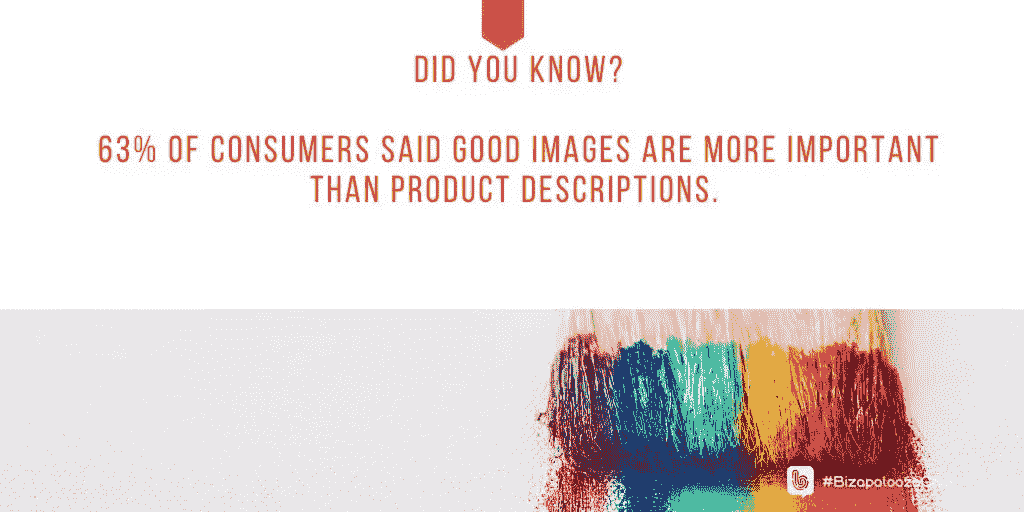 DID YOU KNOW?
63% OF CONSUMERS SAID GOOD IMAGES ARE MORE IMPORTANT
THAN PRODUCT DESCRIPTIONS.